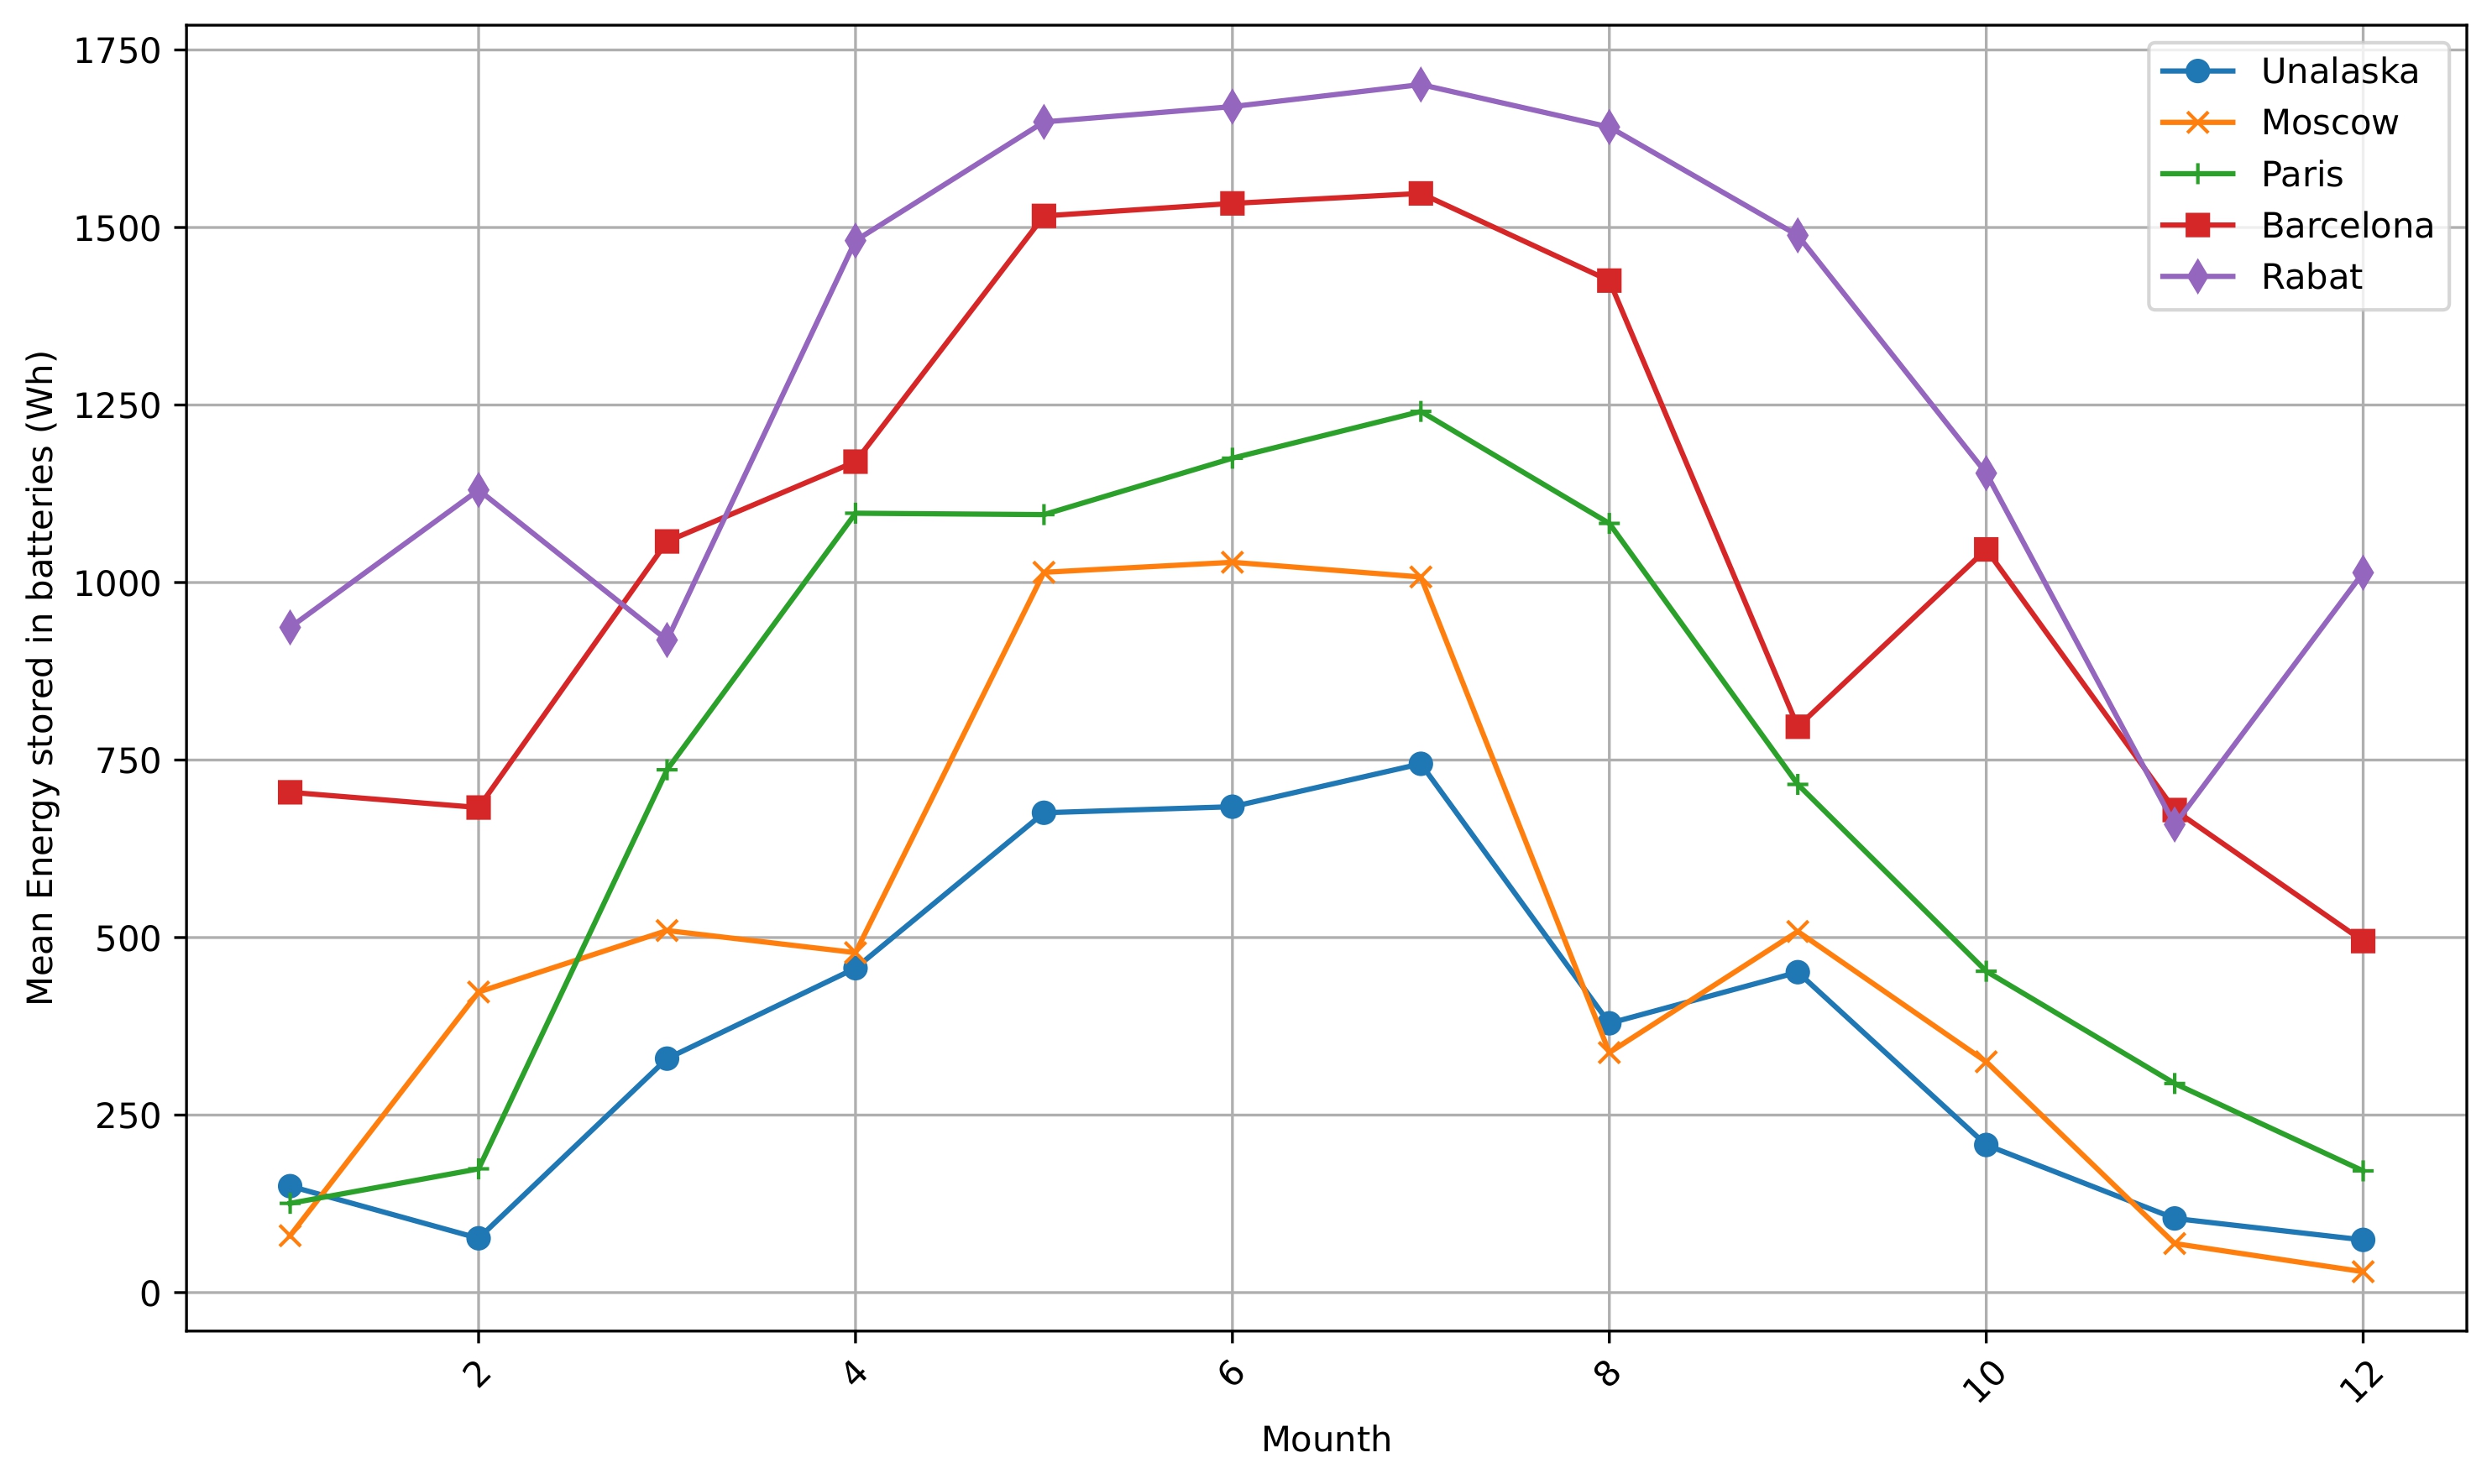 1750
1500
1250
1000
750
500
250
0
Mean Energy stored in batteries (Wh)
Unalaska
Moscow
Paris
Barcelona
Rabat
2
4
6
8
10
12
Mounth